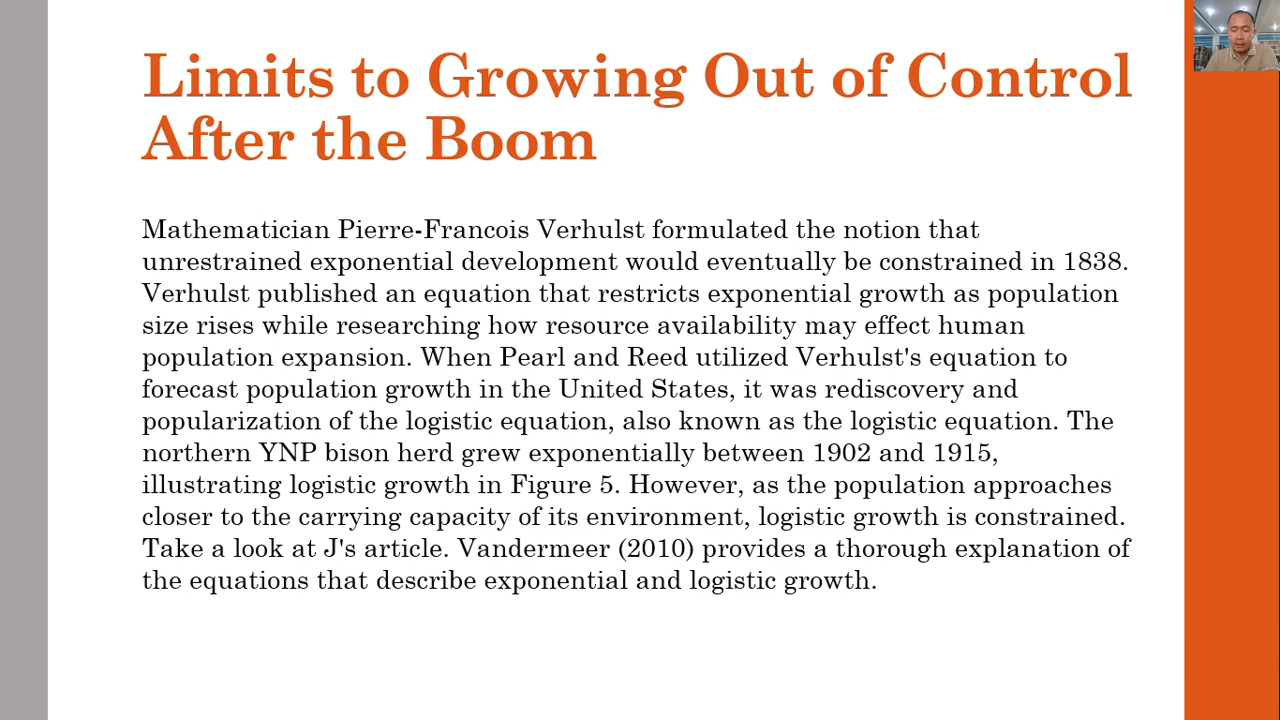 Limits to Growing Out of Control
After the Boom
Mathematician Pierre-Francois Verhulst formulated the notion that
unrestrained exponential development would eventually be constrained in 1838.
Verhulst published an equation that restricts exponential growth as population
size rises while researching how resource availability may effect human
population expansion. When Pearl and Reed utilized Verhulst's equation to
forecast population growth in the United States, it was rediscovery and
popularization of the logistic equation, also known as the logistic equation. The
northern YNP bison herd grew exponentially between 1902 and 1915,
illustrating logistic growth in Figure 5. However, as the population approaches
closer to the carrying capacity of its environment, logistic growth is constrained.
Take a look at J's article. Vandermeer (2010) provides a thorough explanation of
the equations that describe exponential and logistic growth.